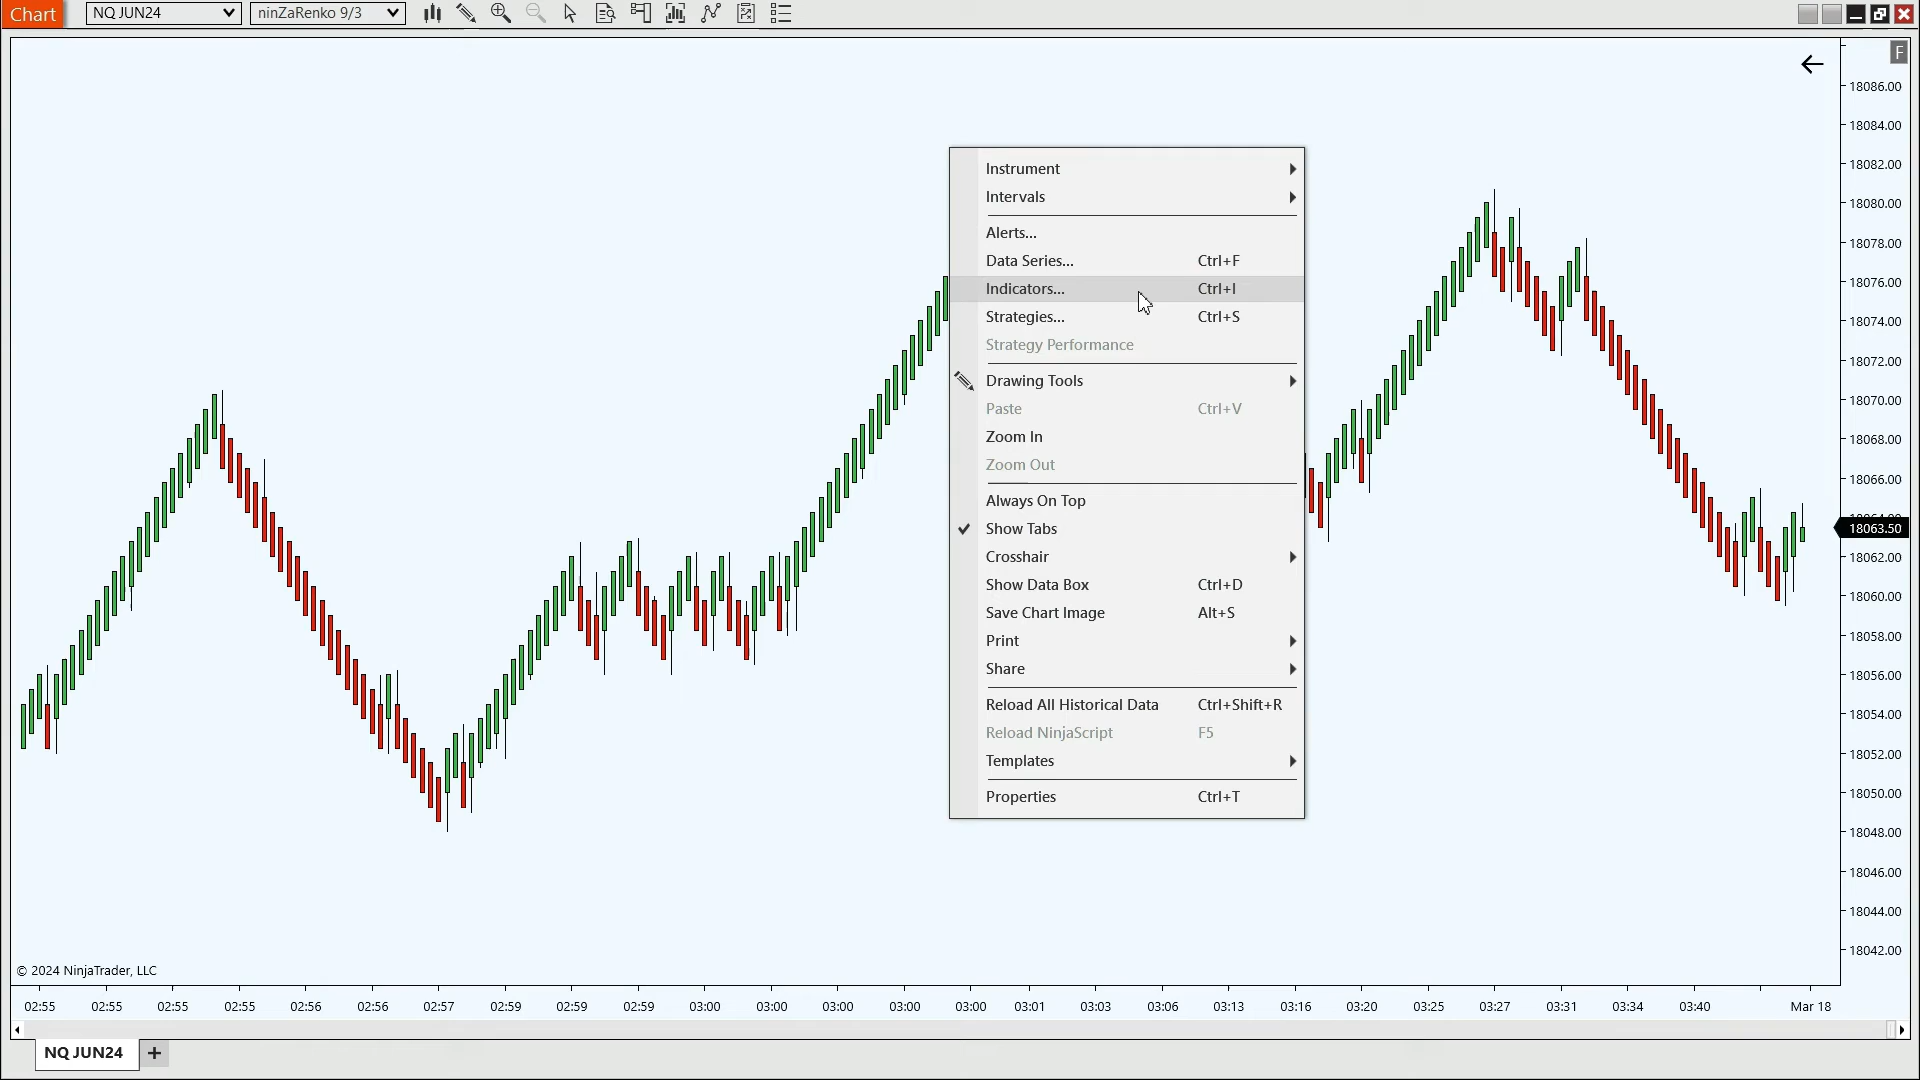 Chart NQ JUN24 ninZaRenko 9/3
F
18086.00
18084.00
18082.00
18080.00
18078.00
18076.00
18074.00
18072.00
18070.00
18068.00
18066.00
18063.50
18062.00
18060.00
18058.00
18056.00
18054.00
18052.00
18050.00
18048.00
18046.00
18044.00
18042.00
Instrument
Intervals
Alerts...
Data Series... Ctrl+F
Indicators... Ctrl+I
Strategies... Ctrl+S
Strategy Performance
Drawing Tools
Paste Ctrl+V
Zoom In
Zoom Out
Always On Top
Show Tabs
Crosshair
Show Data Box Ctrl+D
Save Chart Image Alt+S
Print
Share
Reload All Historical Data Ctrl+Shift+R
Reload NinjaScript F5
Templates
Properties Ctrl+T
© 2024 NinjaTrader, LLC
02:55 02:55 02:55 02:55 02:56 02:56 02:57 02:59 02:59 02:59 03:00 03:00 03:00 03:00 03:00 03:01 03:03 03:06 03:13 03:16 03:20 03:25 03:27 03:31 03:34 03:40 Mar 18
NQ JUN24 +